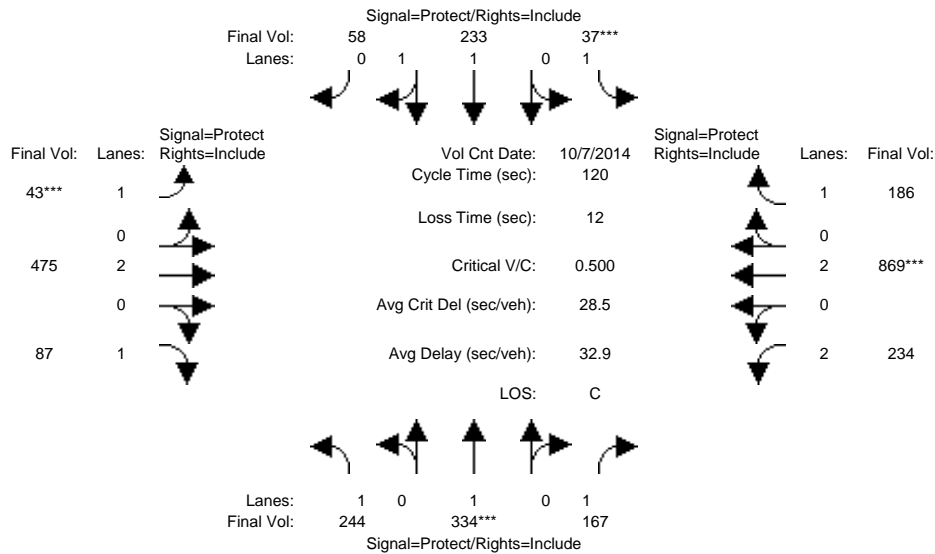 Signal=Protect/Rights=Include
Final Vol: 58 233 37***
Lanes: 0 1 1 0 1
Signal=Protect Signal=Protect
Final Vol: Lanes: Rights=Include Vol Cnt Date: 10/7/2014 Rights=Include Lanes: Final Vol:
Cycle Time (sec): 120
43*** 1 1 186
Loss Time (sec): 12
0 0
475 2 Critical V/C: 0.500 2 869***
0 Avg Crit Del (sec/veh): 28.5 0
87 1 Avg Delay (sec/veh): 32.9 2 234
LOS: C
Lanes: 1 0 1 0 1
Final Vol: 244 334*** 167
Signal=Protect/Rights=Include